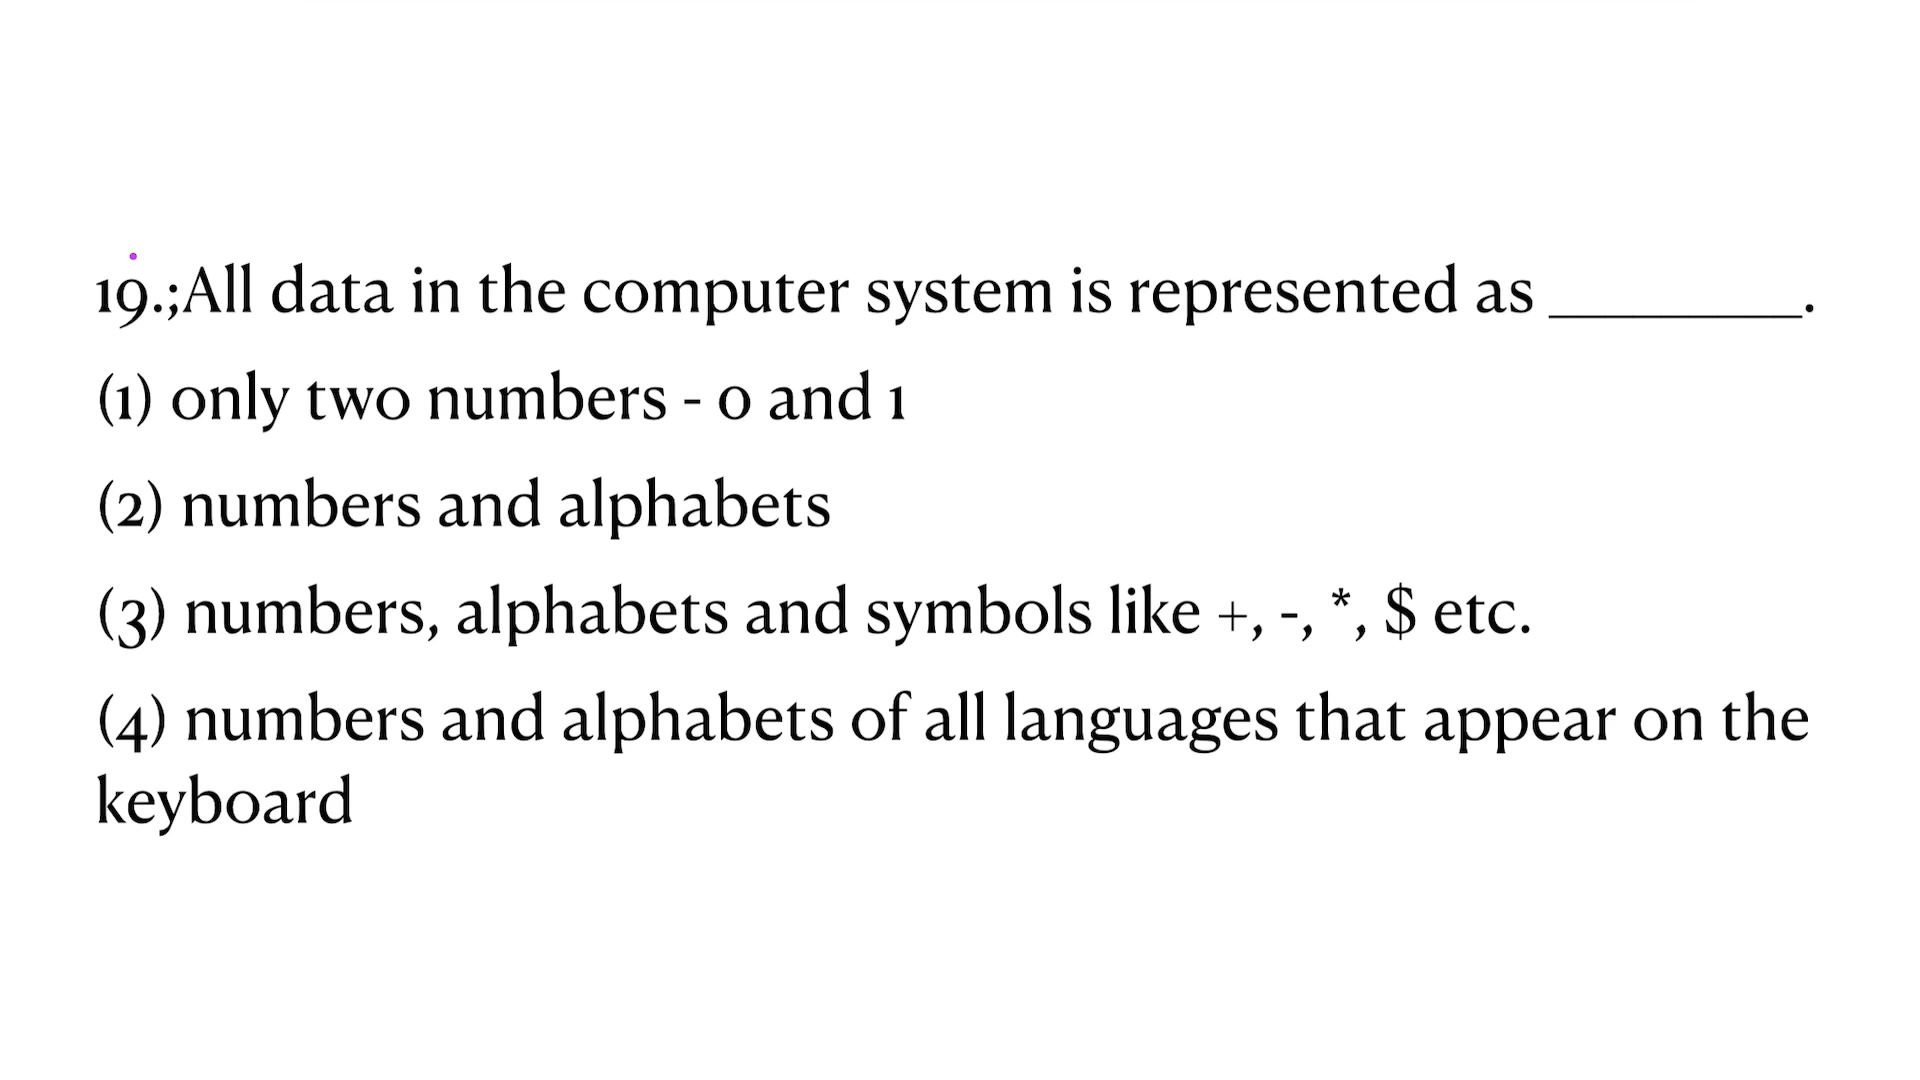 19.;All data in the computer system is represented as _________.
(1) only two numbers - 0 and 1
(2) numbers and alphabets
(3) numbers, alphabets and symbols like +, -, *, $ etc.
(4) numbers and alphabets of all languages that appear on the
keyboard